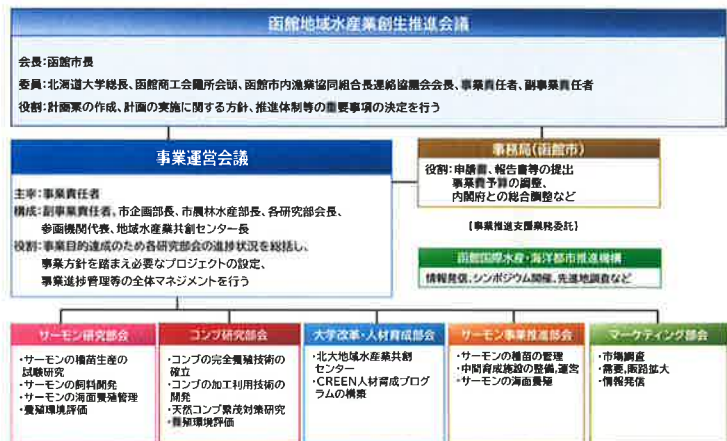 函館地域水産業創生推進会議
会長：函館市長
委員：北海道大学総長、函館商工会議所会頭、函館市内漁業協同組合長連絡協議会会長、事業責任者、副事業責任者
役割：計画案の作成、計画の実施に関する方針、推進体制等の重要事項の決定を行う
事業運営会議
主宰：事業責任者
構成：副事業責任者、市企画部長、市農林水産部長、各研究部会長、
参画機関代表、地域水産業共創センター長
役割：事業目的達成のため各研究部会の進捗状況を総括し、
事業方針を踏まえ必要なプロジェクトの設定、
事業進捗管理等の全体マネジメントを行う
事務局（函館市）
役割：申請書、報告書等の提出
事業費予算の調整、
内閣府との総合調整など
【事業推進支援業務委託】
函館国際水産・海洋都市推進機構
情報発信、シンポジウム開催、先進地調査など
サーモン研究部会
・サーモンの種苗生産の
試験研究
・サーモンの飼料開発
・サーモンの海面養殖管理
・養殖環境評価
コンブ研究部会
・コンブの完全養殖技術の
確立
・コンブの加工利用技術の
開発
・天然コンブ繁茂対策研究
・養殖環境評価
大学改革・人材育成部会
・北大地域水産業共創
センター
・CREEN人材育成プログ
ラムの構築
サーモン事業推進部会
・サーモンの種苗の管理
・中間育成施設の整備,運営
・サーモンの海面養殖
マーケティング部会
・市場調査
・需要,販路拡大
・情報発信